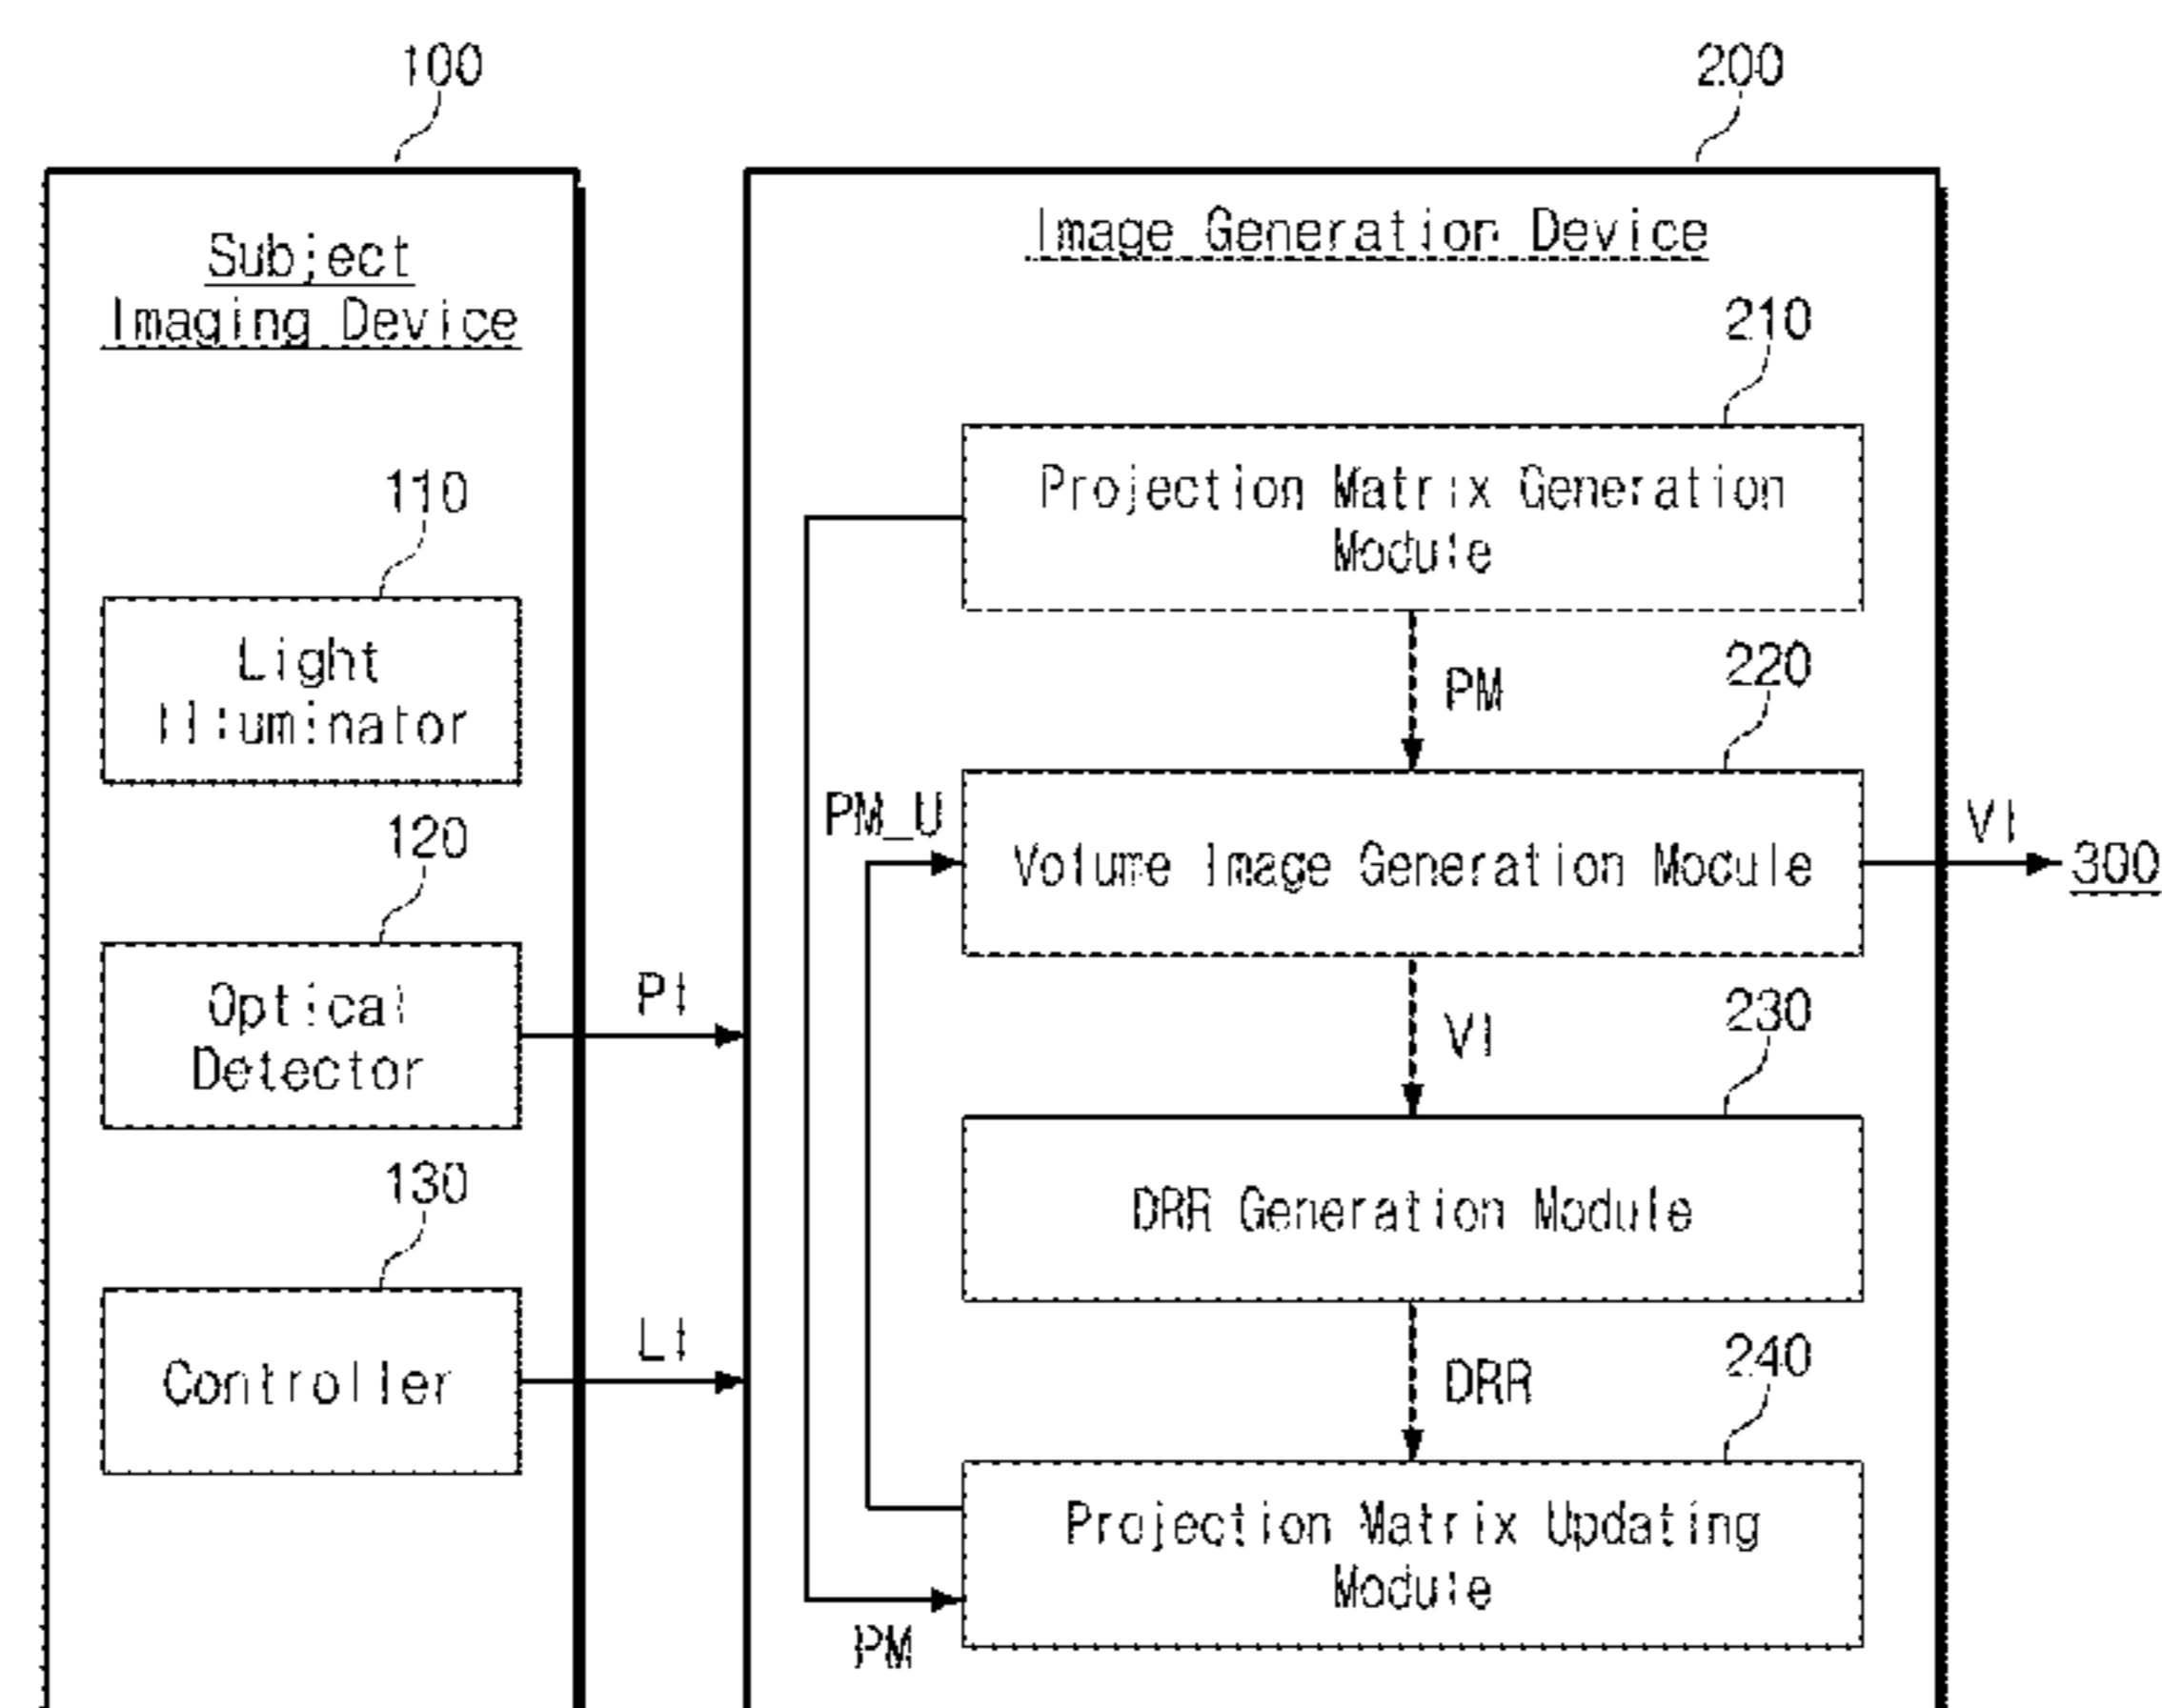 100
200
Subject
Imaging Device
Image Generation Device
210
110
Projection Matrix Generation
Module
Light
Illuminator
PM
220
PM_U
Volume Image Generation Module
VI
300
120
Optical
Detector
PI
VI
230
DRR Generation Module
130
Controller
LI
DRR
240
Projection Matrix Updating
Module
PM